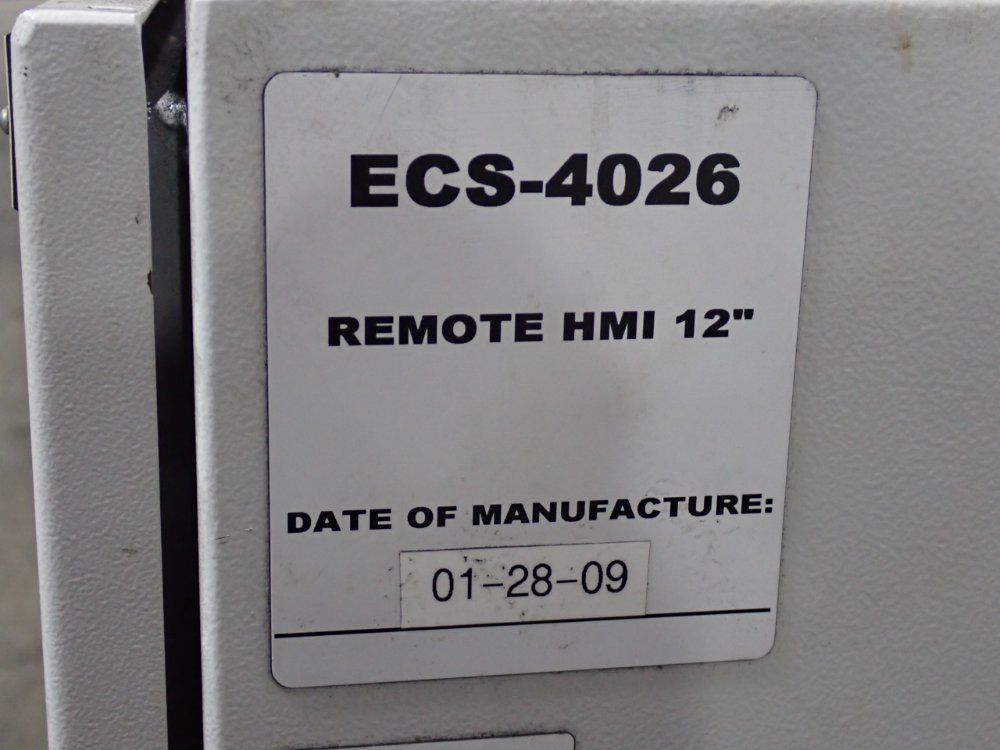 ECS-4026
REMOTE HMI 12"
DATE OF MANUFACTURE:
01-28-09